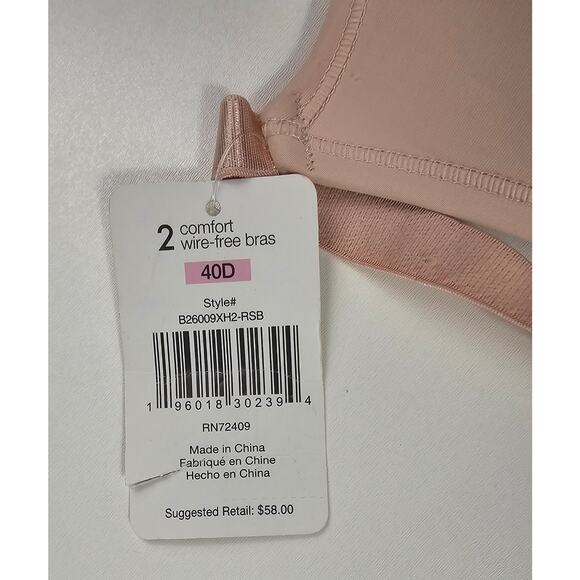 2 comfort
wire-free bras
40D
Style#
B26009XH2-RSB
1 96018 30239 4
RN72409
Made in China
Fabriqué en Chine
Hecho en China
Suggested Retail: $58.00